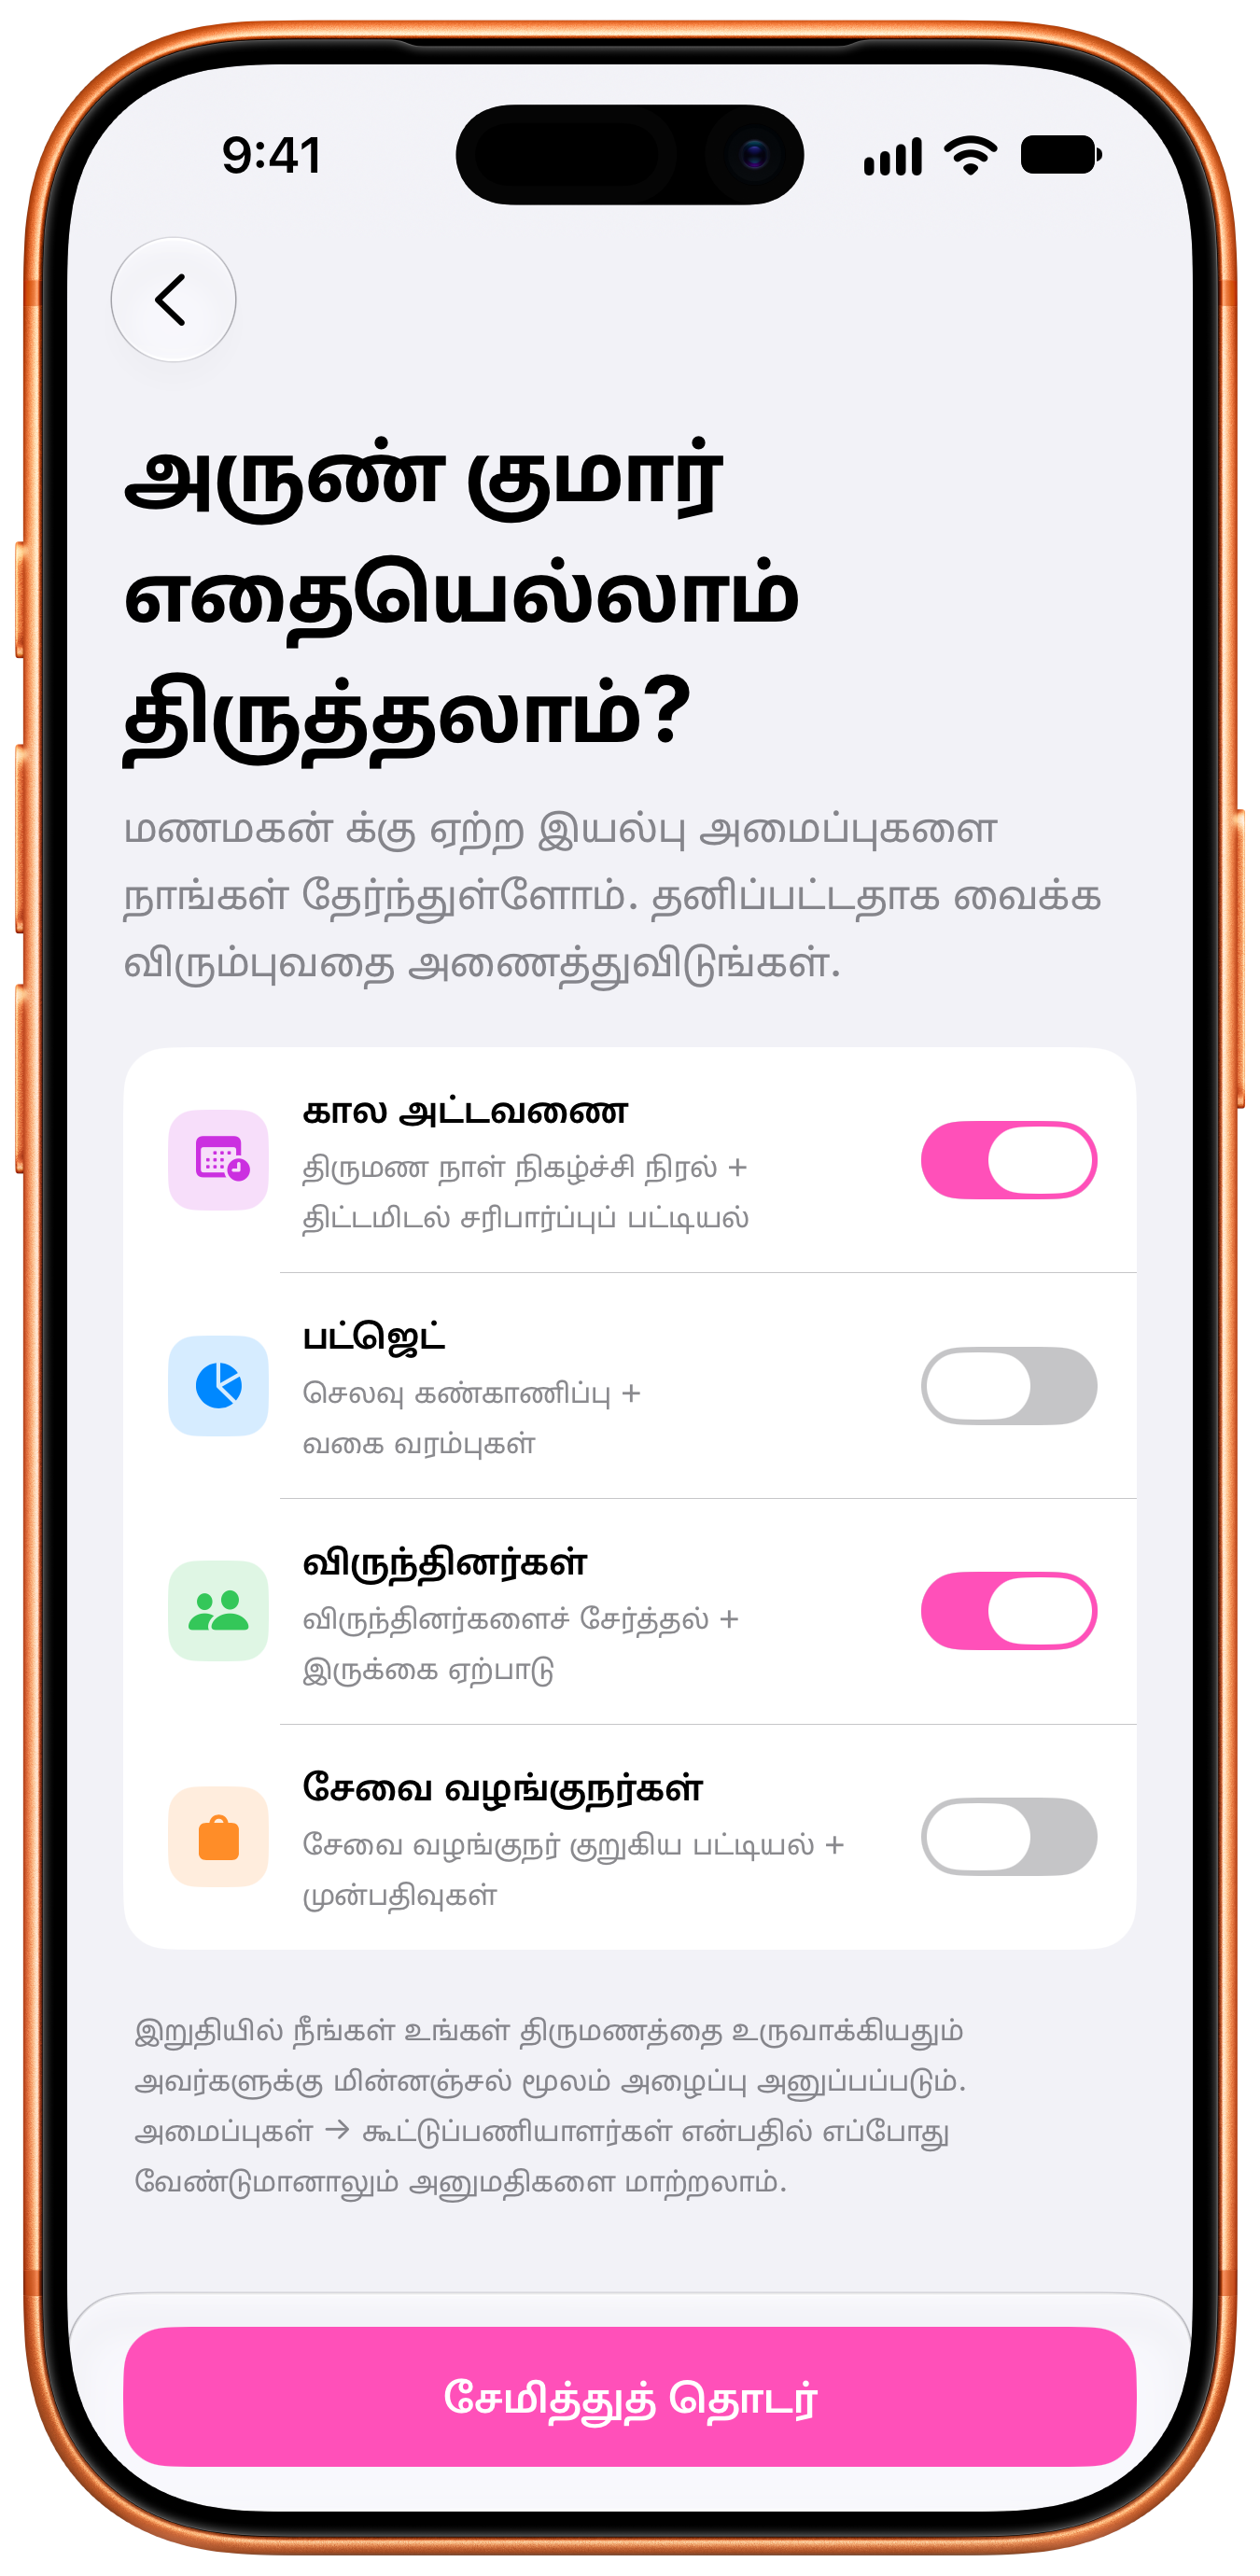 9:41
அருண் குமார்
எதையெல்லாம்
திருத்தலாம்?
மணமகன் க்கு ஏற்ற இயல்பு அமைப்புகளை
நாங்கள் தேர்ந்துள்ளோம். தனிப்பட்டதாக வைக்க
விரும்புவதை அணைத்துவிடுங்கள்.
கால அட்டவணை
திருமண நாள் நிகழ்ச்சி நிரல் +
திட்டமிடல் சரிபார்ப்புப் பட்டியல்
பட்ஜெட்
செலவு கண்காணிப்பு +
வகை வரம்புகள்
விருந்தினர்கள்
விருந்தினர்களைச் சேர்த்தல் +
இருக்கை ஏற்பாடு
சேவை வழங்குநர்கள்
சேவை வழங்குநர் குறுகிய பட்டியல் +
முன்பதிவுகள்
இறுதியில் நீங்கள் உங்கள் திருமணத்தை உருவாக்கியதும்
அவர்களுக்கு மின்னஞ்சல் மூலம் அழைப்பு அனுப்பப்படும்.
அமைப்புகள் → கூட்டுப்பணியாளர்கள் என்பதில் எப்போது
வேண்டுமானாலும் அனுமதிகளை மாற்றலாம்.
சேமித்துத் தொடர்